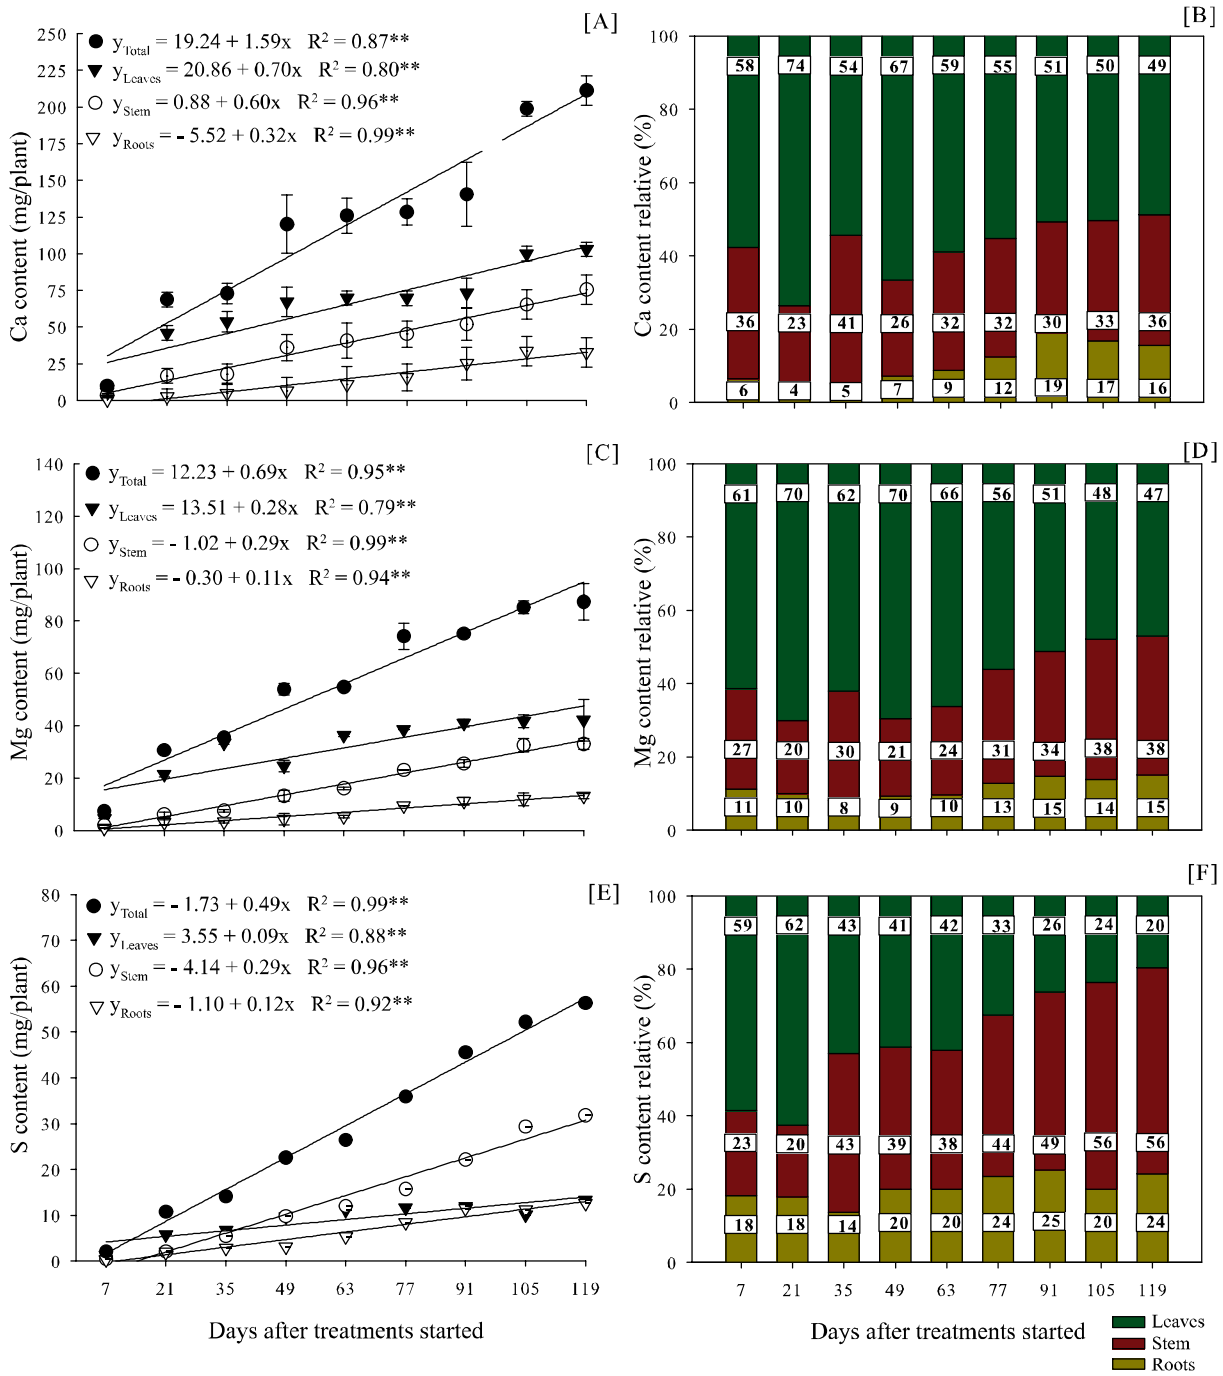 [A]
y Total = 19.24 + 1.59x R² = 0.87**
y Leaves = 20.86 + 0.70x R² = 0.80**
y Stem = 0.88 + 0.60x R² = 0.96**
y Roots = - 5.52 + 0.32x R² = 0.99**
250
225
200
175
150
125
100
75
50
25
0
Ca content (mg/plant)
[B]
100
80
60
40
20
0
Ca content relative (%)
58 74 54 67 59 55 51 50 49
36 23 41 26 32 32 30 33 36
6 4 5 7 9 12 19 17 16
[C]
y Total = 12.23 + 0.69x R² = 0.95**
y Leaves = 13.51 + 0.28x R² = 0.79**
y Stem = - 1.02 + 0.29x R² = 0.99**
y Roots = - 0.30 + 0.11x R² = 0.94**
140
120
100
80
60
40
20
0
Mg content (mg/plant)
[D]
100
80
60
40
20
0
Mg content relative (%)
61 70 62 70 66 56 51 48 47
27 20 30 21 24 31 34 38 38
11 10 8 9 10 13 15 14 15
[E]
y Total = - 1.73 + 0.49x R² = 0.99**
y Leaves = 3.55 + 0.09x R² = 0.88**
y Stem = - 4.14 + 0.29x R² = 0.96**
y Roots = - 1.10 + 0.12x R² = 0.92**
80
70
60
50
40
30
20
10
0
S content (mg/plant)
7 21 35 49 63 77 91 105 119
Days after treatments started
[F]
100
80
60
40
20
0
S content relative (%)
59 62 43 41 42 33 26 24 20
23 20 43 39 38 44 49 56 56
18 18 14 20 20 24 25 20 24
7 21 35 49 63 77 91 105 119
Days after treatments started
Leaves
Stem
Roots